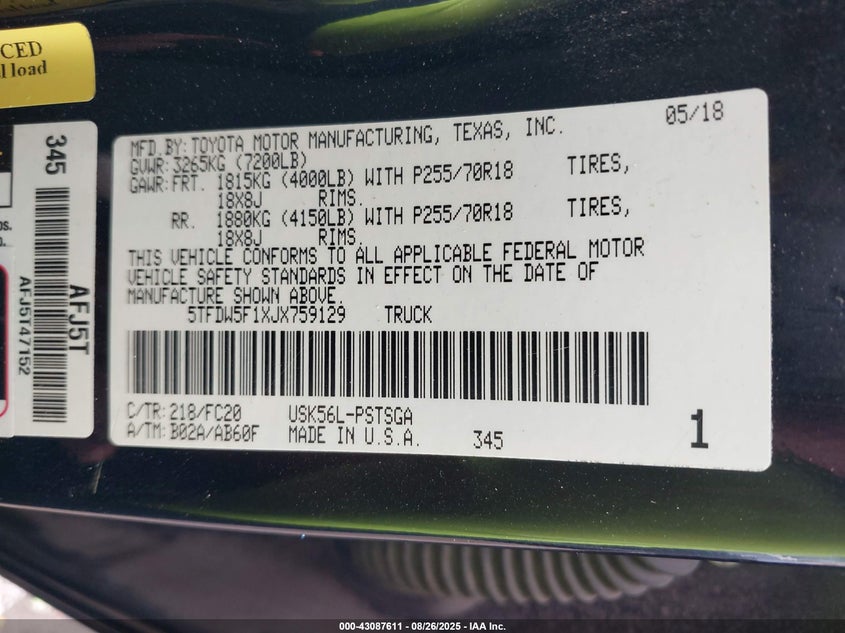 CED
l load
345
AFJ5T
AFJ5T47152
05/18
MFD.BY:TOYOTA MOTOR MANUFACTURING, TEXAS, INC.
GVWR:3265KG (7200LB)
GAWR:FRT. 1815KG (4000LB) WITH P255/70R18 TIRES,
18X8J RIMS.
RR. 1880KG (4150LB) WITH P255/70R18 TIRES,
18X8J RIMS.
THIS VEHICLE CONFORMS TO ALL APPLICABLE FEDERAL MOTOR
VEHICLE SAFETY STANDARDS IN EFFECT ON THE DATE OF
MANUFACTURE SHOWN ABOVE.
5TFDW5F1XJX759129 TRUCK
C/TR:218/FC20 USK56L-PSTSGA
A/TM:B02A/AB60F MADE IN U.S.A. 345
1
000-43087611 - 08/26/2025 - IAA Inc.